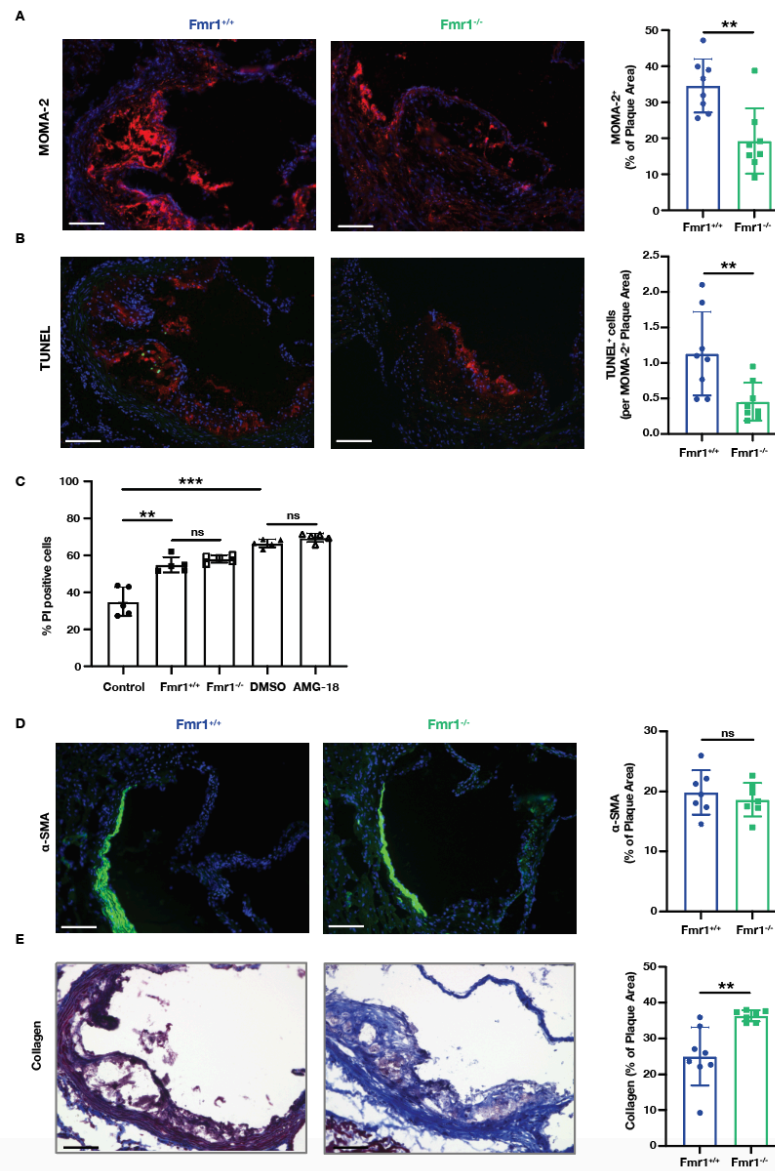 A
Fmr1+/+
Fmr1-/-
MOMA-2
MOMA-2+
(% of Plaque Area)
50
40
30
20
10
0
**
Fmr1+/+ Fmr1-/-
B
TUNEL
TUNEL+ cells
(per MOMA-2+ Plaque Area)
2.5
2.0
1.5
1.0
0.5
0.0
**
Fmr1+/+ Fmr1-/-
C
% PI positive cells
100
80
60
40
20
0
***
**
ns
ns
Control Fmr1+/+ Fmr1-/- DMSO AMG-18
D
Fmr1+/+
Fmr1-/-
α-SMA
α-SMA
(% of Plaque Area)
30
20
10
0
ns
Fmr1+/+ Fmr1-/-
E
Collagen
Collagen (% of Plaque Area)
50
40
30
20
10
0
**
Fmr1+/+ Fmr1-/-